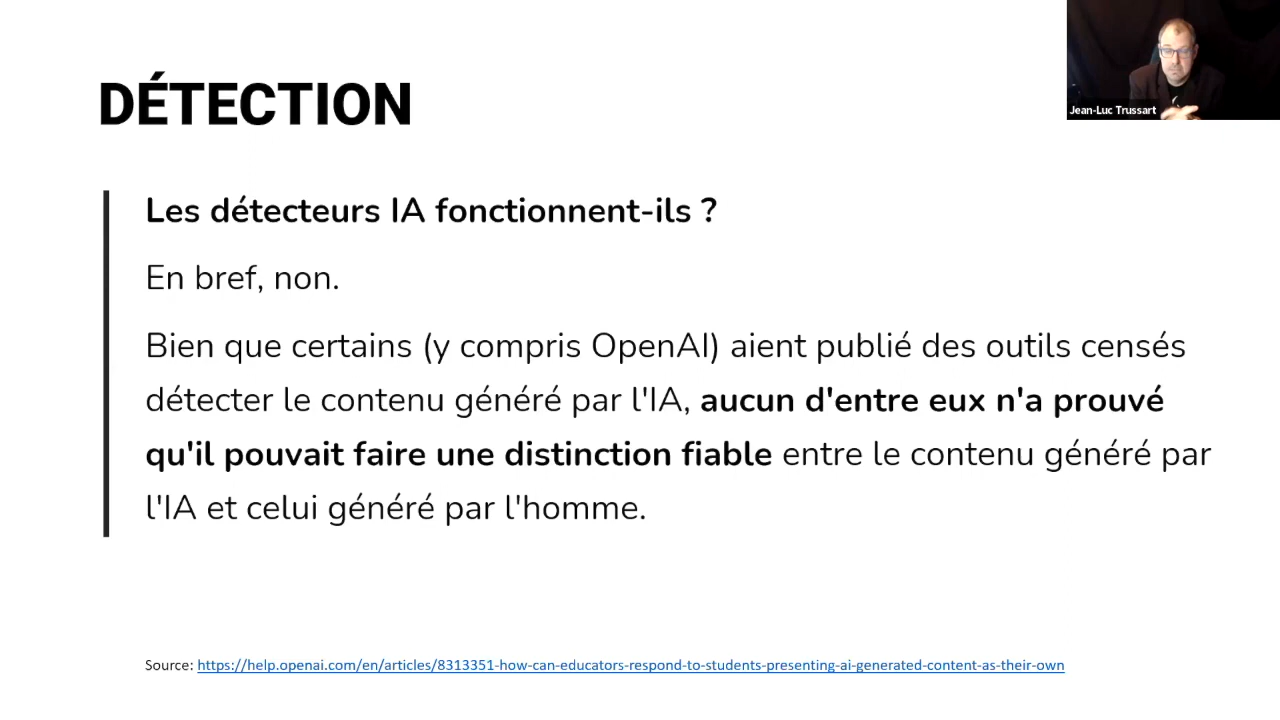 DÉTECTION
Jean-Luc Trussart
Les détecteurs IA fonctionnent-ils ?
En bref, non.
Bien que certains (y compris OpenAI) aient publié des outils censés
détecter le contenu généré par l'IA, aucun d'entre eux n'a prouvé
qu'il pouvait faire une distinction fiable entre le contenu généré par
l'IA et celui généré par l'homme.
Source: https://help.openai.com/en/articles/8313351-how-can-educators-respond-to-students-presenting-ai-generated-content-as-their-own